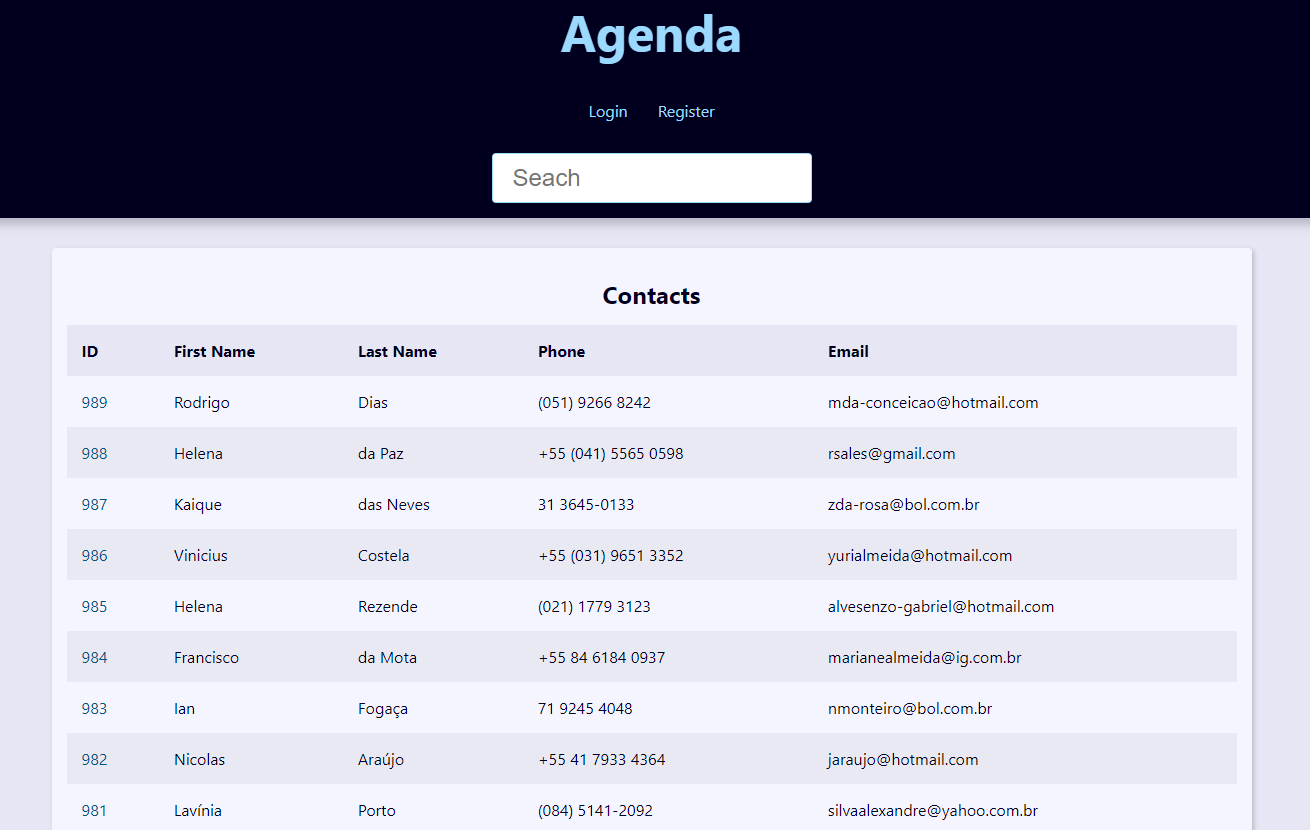 Agenda
Login Register
Seach
Contacts
ID First Name Last Name Phone Email
989 Rodrigo Dias (051) 9266 8242 mda-conceicao@hotmail.com
988 Helena da Paz +55 (041) 5565 0598 rsales@gmail.com
987 Kaique das Neves 31 3645-0133 zda-rosa@bol.com.br
986 Vinicius Costela +55 (031) 9651 3352 yurialmeida@hotmail.com
985 Helena Rezende (021) 1779 3123 alvesenzo-gabriel@hotmail.com
984 Francisco da Mota +55 84 6184 0937 marianealmeida@ig.com.br
983 Ian Fogaça 71 9245 4048 nmonteiro@bol.com.br
982 Nicolas Araújo +55 41 7933 4364 jaraujo@hotmail.com
981 Lavínia Porto (084) 5141-2092 silvaalexandre@yahoo.com.br